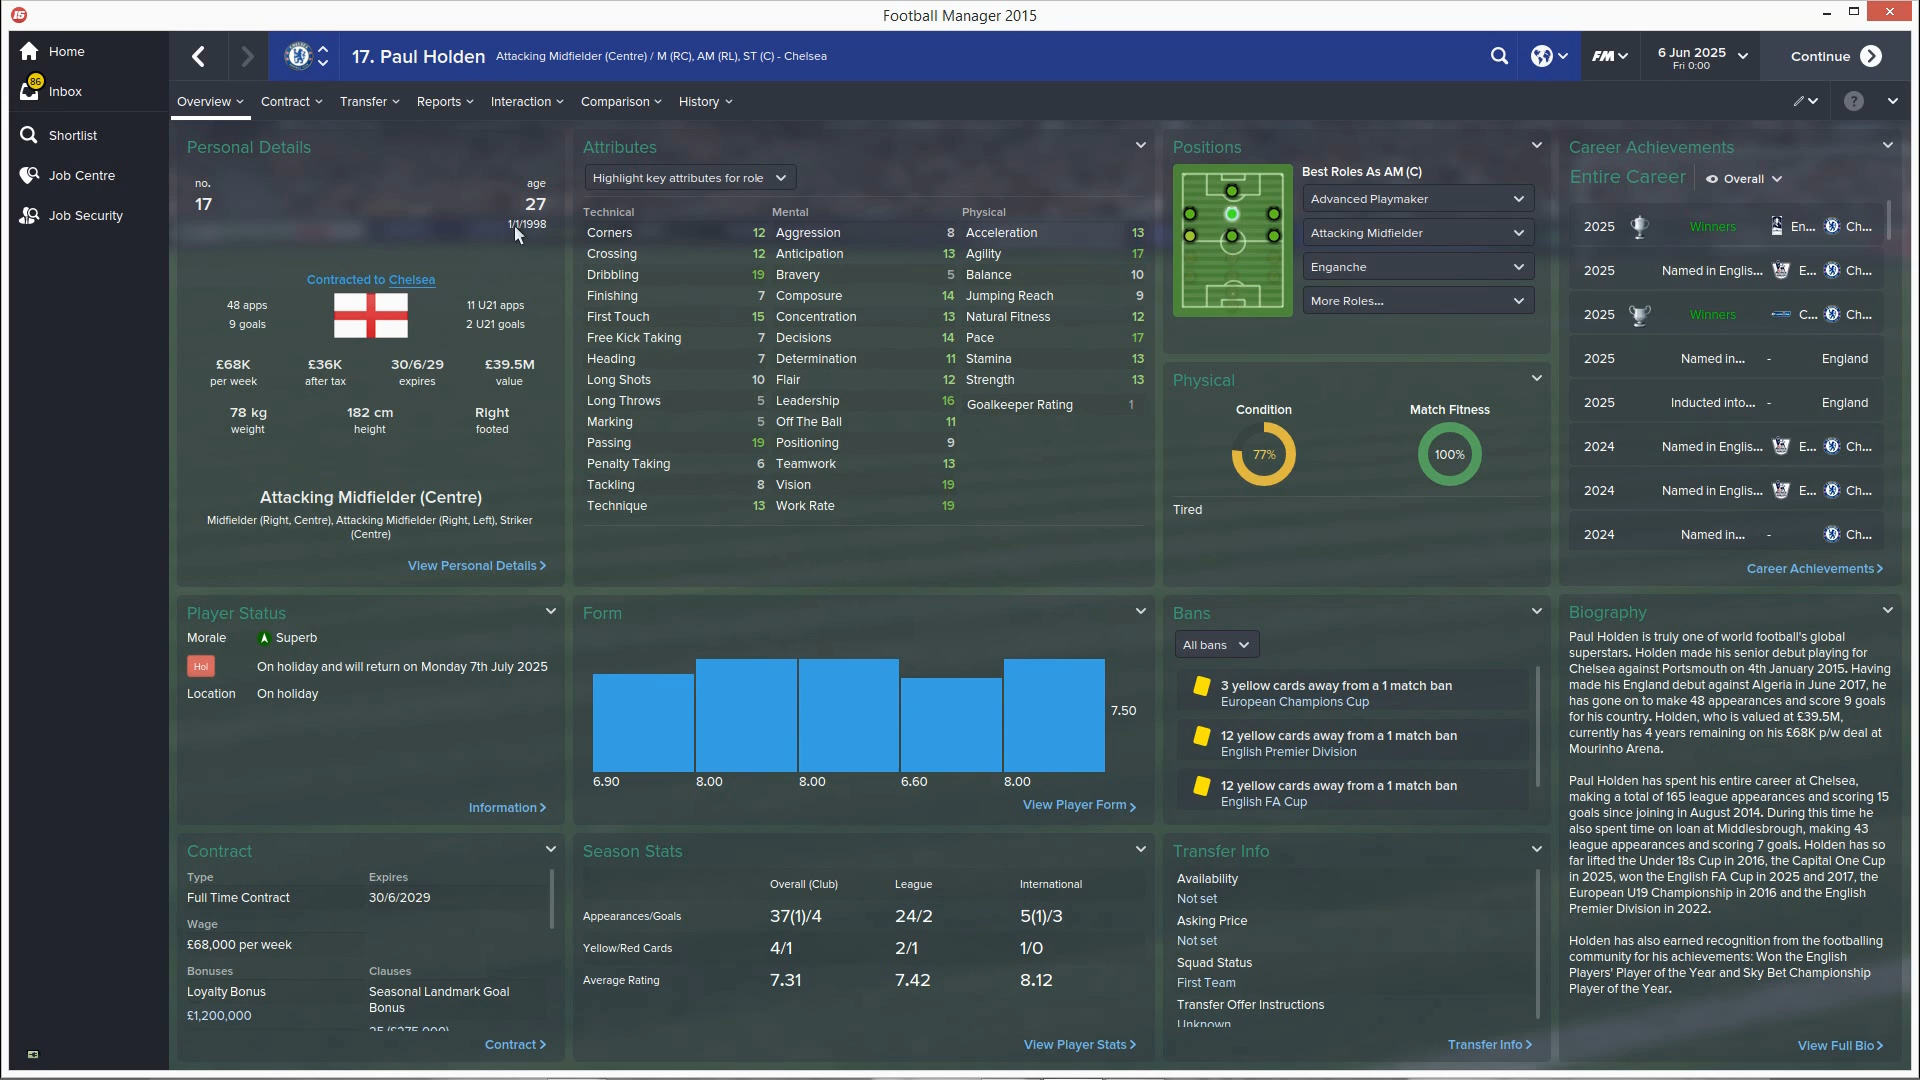 Football Manager 2015
Home
86
Inbox
Shortlist
Job Centre
Job Security
17. Paul Holden
Attacking Midfielder (Centre) / M (RC), AM (RL), ST (C) - Chelsea
FM
6 Jun 2025
Fri 0:00
Continue
Overview
Contract
Transfer
Reports
Interaction
Comparison
History
?
Personal Details
no.
17
age
27
1/1/1998
Contracted to Chelsea
48 apps
9 goals
11 U21 apps
2 U21 goals
£68K
per week
£36K
after tax
30/6/29
expires
£39.5M
value
78 kg
weight
182 cm
height
Right
footed
Attacking Midfielder (Centre)
Midfielder (Right, Centre), Attacking Midfielder (Right, Left), Striker
(Centre)
View Personal Details
Attributes
Highlight key attributes for role
Technical Mental Physical
Corners 12 Aggression 8 Acceleration 13
Crossing 12 Anticipation 13 Agility 17
Dribbling 19 Bravery 5 Balance 10
Finishing 7 Composure 14 Jumping Reach 9
First Touch 15 Concentration 13 Natural Fitness 12
Free Kick Taking 7 Decisions 14 Pace 17
Heading 7 Determination 11 Stamina 13
Long Shots 10 Flair 12 Strength 13
Long Throws 5 Leadership 16 Goalkeeper Rating 1
Marking 5 Off The Ball 11
Passing 19 Positioning 9
Penalty Taking 6 Teamwork 13
Tackling 8 Vision 19
Technique 13 Work Rate 19
Positions
Best Roles As AM (C)
Advanced Playmaker
Attacking Midfielder
Enganche
More Roles...
Physical
Condition
Match Fitness
77%
100%
Tired
Career Achievements
Entire Career
Overall
2025 Winners En... Ch...
2025 Named in Englis... E... Ch...
2025 Winners C... Ch...
2025 Named in... - England
2025 Inducted into... - England
2024 Named in Englis... E... Ch...
2024 Named in Englis... E... Ch...
2024 Named in... - Ch...
Career Achievements
Player Status
Morale Superb
Hol On holiday and will return on Monday 7th July 2025
Location On holiday
Information
Form
7.50
6.90 8.00 8.00 6.60 8.00
View Player Form
Bans
All bans
3 yellow cards away from a 1 match ban
European Champions Cup
12 yellow cards away from a 1 match ban
English Premier Division
12 yellow cards away from a 1 match ban
English FA Cup
Biography
Paul Holden is truly one of world football's global
superstars. Holden made his senior debut playing for
Chelsea against Portsmouth on 4th January 2015. Having
made his England debut against Algeria in June 2017, he
has gone on to make 48 appearances and score 9 goals
for his country. Holden, who is valued at £39.5M,
currently has 4 years remaining on his £68K p/w deal at
Mourinho Arena.
Paul Holden has spent his entire career at Chelsea,
making a total of 165 league appearances and scoring 15
goals since joining in August 2014. During this time he
also spent time on loan at Middlesbrough, making 43
league appearances and scoring 7 goals. Holden has so
far lifted the Under 18s Cup in 2016, the Capital One Cup
in 2025, won the English FA Cup in 2025 and 2017, the
European U19 Championship in 2016 and the English
Premier Division in 2022.
Holden has also earned recognition from the footballing
community for his achievements: Won the English
Players' Player of the Year and Sky Bet Championship
Player of the Year.
View Full Bio
Contract
Type
Full Time Contract
Expires
30/6/2029
Wage
£68,000 per week
Bonuses
Loyalty Bonus
£1,200,000
Clauses
Seasonal Landmark Goal
Bonus
25 (£275,000)
Contract
Season Stats
Overall (Club) League International
Appearances/Goals 37(1)/4 24/2 5(1)/3
Yellow/Red Cards 4/1 2/1 1/0
Average Rating 7.31 7.42 8.12
View Player Stats
Transfer Info
Availability
Not set
Asking Price
Not set
Squad Status
First Team
Transfer Offer Instructions
Unknown
Transfer Info